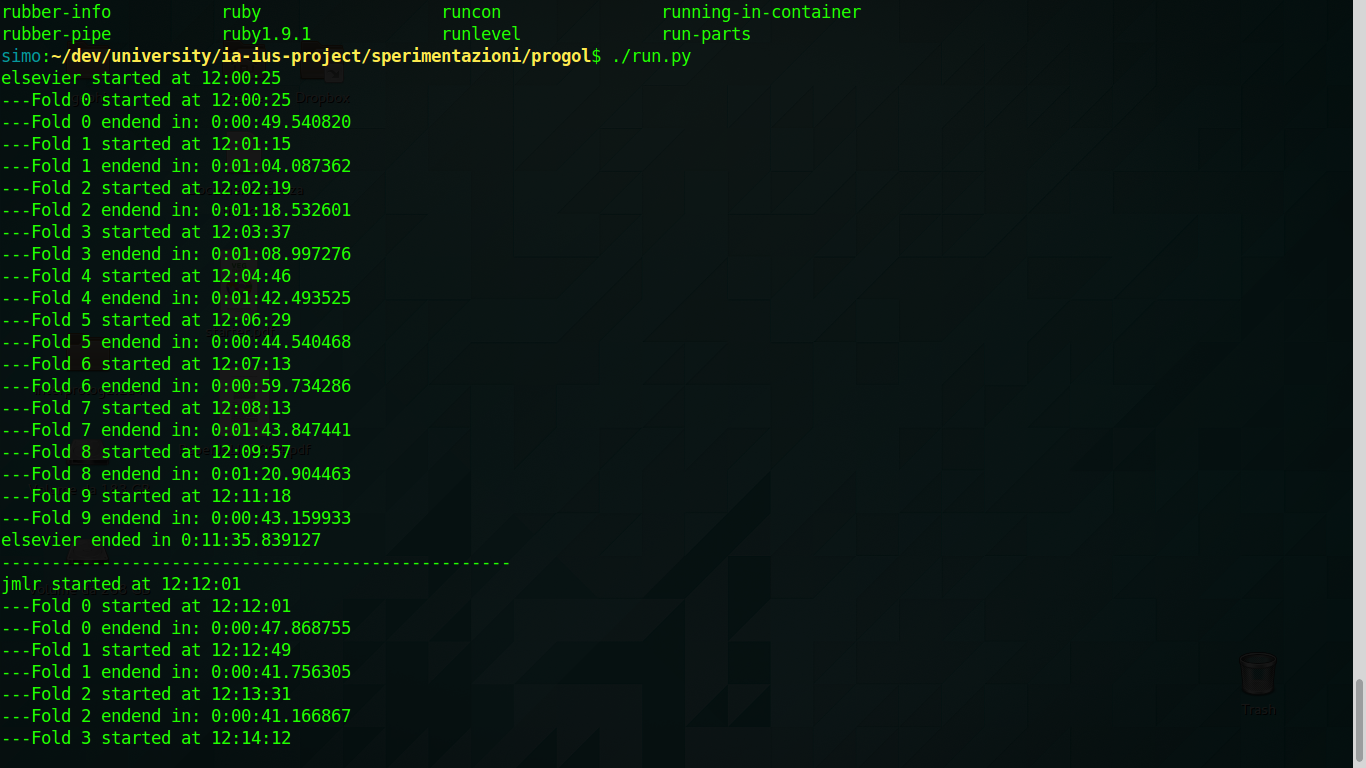 rubber-info ruby runcon running-in-container
rubber-pipe ruby1.9.1 runlevel run-parts
simo:~/dev/university/ia-ius-project/sperimentazioni/progol$ ./run.py
elsevier started at 12:00:25
---Fold 0 started at 12:00:25
Dropbox
---Fold 0 endend in: 0:00:49.540820
---Fold 1 started at 12:01:15
---Fold 1 endend in: 0:01:04.087362
---Fold 2 started at 12:02:19
---Fold 2 endend in: 0:01:18.532601
---Fold 3 started at 12:03:37
---Fold 3 endend in: 0:01:08.997276
---Fold 4 started at 12:04:46
---Fold 4 endend in: 0:01:42.493525
---Fold 5 started at 12:06:29
---Fold 5 endend in: 0:00:44.540468
---Fold 6 started at 12:07:13
---Fold 6 endend in: 0:00:59.734286
---Fold 7 started at 12:08:13
---Fold 7 endend in: 0:01:43.847441
---Fold 8 started at 12:09:57
---Fold 8 endend in: 0:01:20.904463
---Fold 9 started at 12:11:18
---Fold 9 endend in: 0:00:43.159933
elsevier ended in 0:11:35.839127
---------------------------------------------------
jmlr started at 12:12:01
---Fold 0 started at 12:12:01
---Fold 0 endend in: 0:00:47.868755
---Fold 1 started at 12:12:49
---Fold 1 endend in: 0:00:41.756305
---Fold 2 started at 12:13:31
---Fold 2 endend in: 0:00:41.166867
Trash
---Fold 3 started at 12:14:12